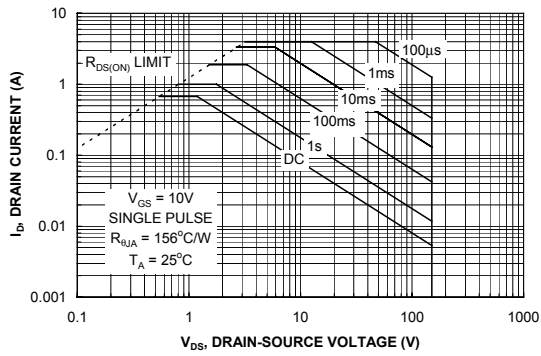 10
1
0.1
0.01
0.001
I_D, DRAIN CURRENT (A)
R_DS(ON) LIMIT
100μs
1ms
10ms
100ms
1s
DC
V_GS = 10V
SINGLE PULSE
R_θJA = 156°C/W
T_A = 25°C
0.1 1 10 100 1000
V_DS, DRAIN-SOURCE VOLTAGE (V)